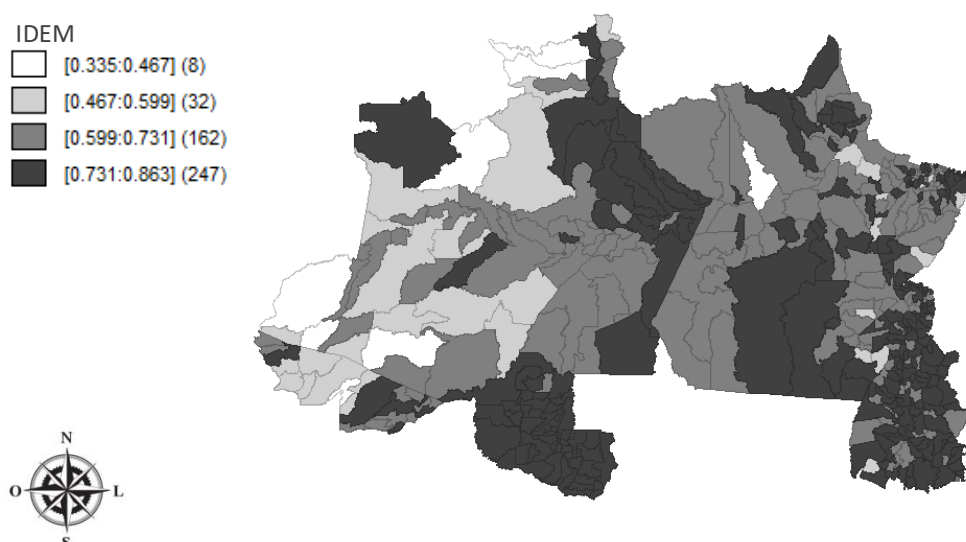 IDEM
[0.335:0.467] (8)
[0.467:0.599] (32)
[0.599:0.731] (162)
[0.731:0.863] (247)
N
O
L
S